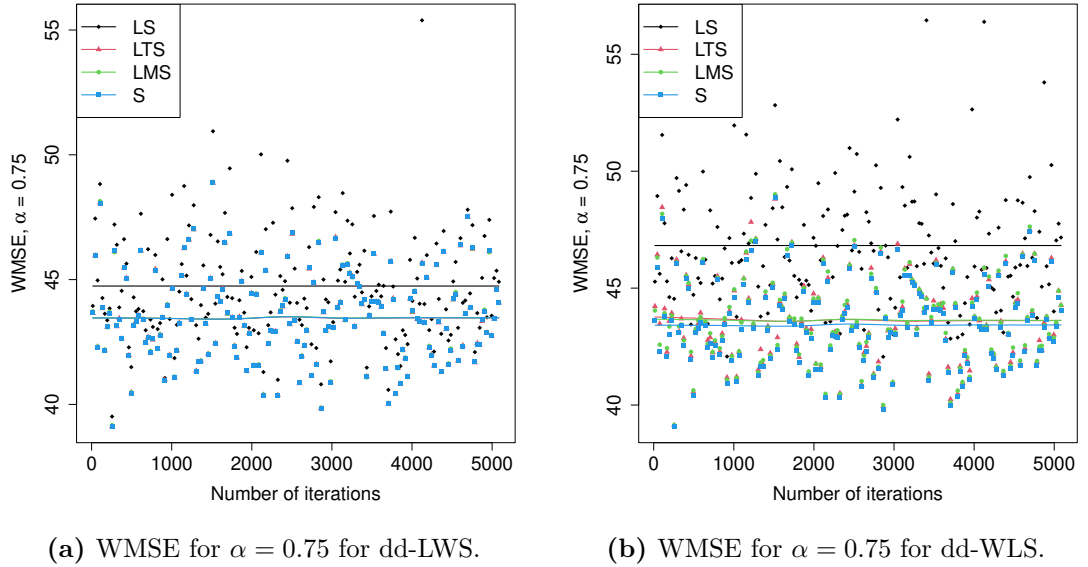 LS
LTS
LMS
S
WMSE, α = 0.75
55
50
45
40
0 1000 2000 3000 4000 5000
Number of iterations
(a) WMSE for α = 0.75 for dd-LWS.
LS
LTS
LMS
S
WMSE, α = 0.75
55
50
45
40
0 1000 2000 3000 4000 5000
Number of iterations
(b) WMSE for α = 0.75 for dd-WLS.